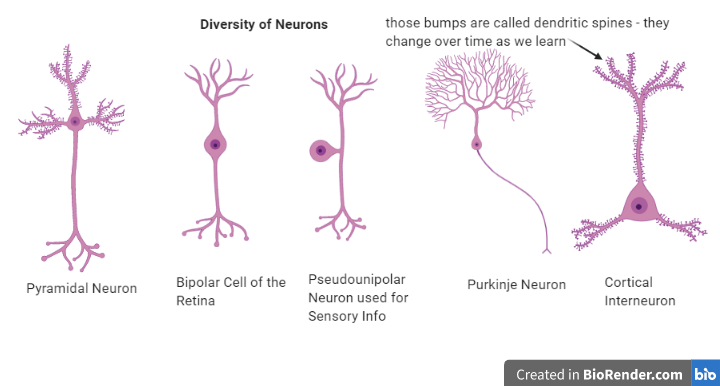 Diversity of Neurons
those bumps are called dendritic spines - they
change over time as we learn
Pyramidal Neuron
Bipolar Cell of the
Retina
Pseudounipolar
Neuron used for
Sensory Info
Purkinje Neuron
Cortical
Interneuron
Created in BioRender.com bio